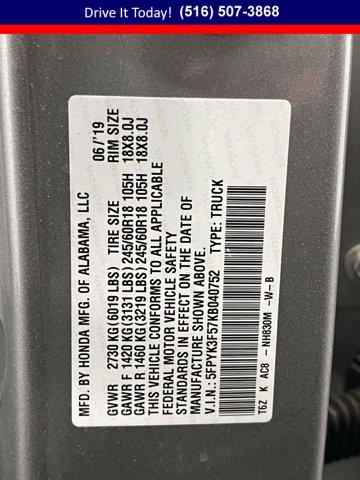 Drive It Today! (516) 507-3868
MFD. BY HONDA MFG. OF ALABAMA, LLC 06/'19
GVWR 2730 KG(6019 LBS) TIRE SIZE RIM SIZE
GAWR F 1420 KG(3131 LBS) 245/60R18 105H 18X8.0J
GAWR R 1460 KG(3219 LBS) 245/60R18 105H 18X8.0J
THIS VEHICLE CONFORMS TO ALL APPLICABLE
FEDERAL MOTOR VEHICLE SAFETY
STANDARDS IN EFFECT ON THE DATE OF
MANUFACTURE SHOWN ABOVE.
V.I.N.: 5FPYK3F57KB040752 TYPE: TRUCK
T6Z K AC8 - NH830M -W-B